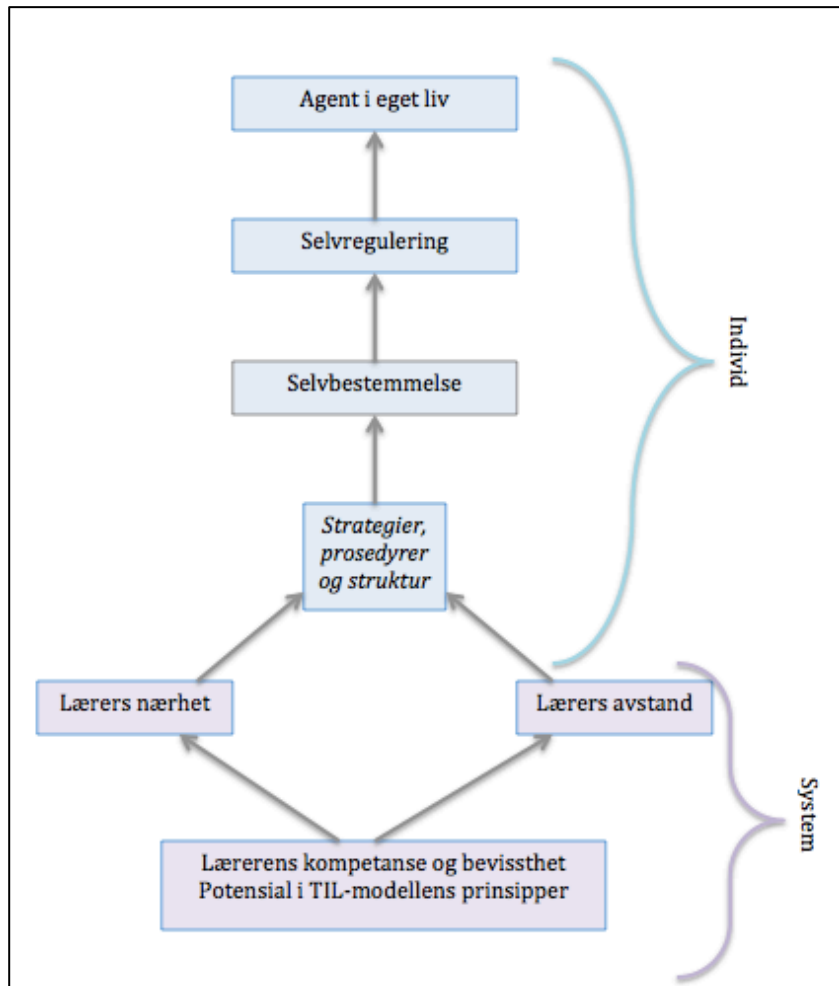 Agent i eget liv
Selvregulering
Individ
Selvbestemmelse
Strategier,
prosedyrer
og struktur
Lærers nærhet
Lærers avstand
System
Lærerens kompetanse og bevissthet
Potensial i TIL-modellens prinsipper